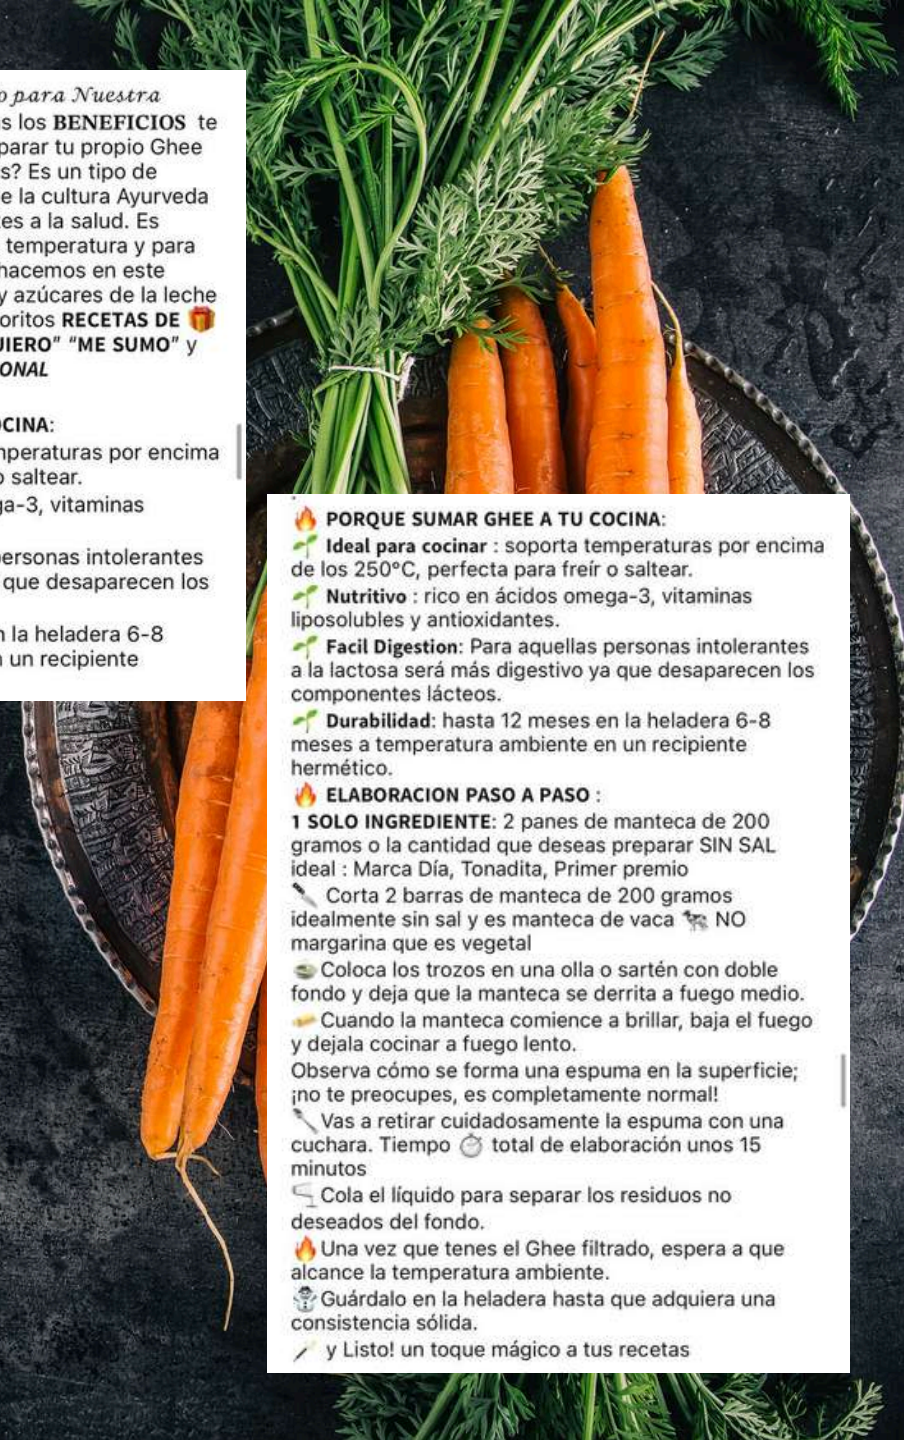 o para Nuestra
s los BENEFICIOS te
parar tu propio Ghee
s? Es un tipo de
e la cultura Ayurveda
tes a la salud. Es
temperatura y para
hacemos en este
y azúcares de la leche
oritos RECETAS DE 🎁
UIERO” “ME SUMO” y
ONAL
OCINA:
nperaturas por encima
o saltear.
ga-3, vitaminas
personas intolerantes
que desaparecen los
n la heladera 6-8
n un recipiente
🔥 PORQUE SUMAR GHEE A TU COCINA:
🌱 Ideal para cocinar : soporta temperaturas por encima
de los 250°C, perfecta para freír o saltear.
🌱 Nutritivo : rico en ácidos omega-3, vitaminas
liposolubles y antioxidantes.
🌱 Facil Digestion: Para aquellas personas intolerantes
a la lactosa será más digestivo ya que desaparecen los
componentes lácteos.
🌱 Durabilidad: hasta 12 meses en la heladera 6-8
meses a temperatura ambiente en un recipiente
hermético.
🔥 ELABORACION PASO A PASO :
1 SOLO INGREDIENTE: 2 panes de manteca de 200
gramos o la cantidad que deseas preparar SIN SAL
ideal : Marca Día, Tonadita, Primer premio
🔪 Corta 2 barras de manteca de 200 gramos
idealmente sin sal y es manteca de vaca 🐄 NO
margarina que es vegetal
🍲Coloca los trozos en una olla o sartén con doble
fondo y deja que la manteca se derrita a fuego medio.
🧈Cuando la manteca comience a brillar, baja el fuego
y dejala cocinar a fuego lento.
Observa cómo se forma una espuma en la superficie;
¡no te preocupes, es completamente normal!
🥄Vas a retirar cuidadosamente la espuma con una
cuchara. Tiempo ⏱ total de elaboración unos 15
minutos
Cola el líquido para separar los residuos no
deseados del fondo.
🔥Una vez que tenes el Ghee filtrado, espera a que
alcance la temperatura ambiente.
☃️Guárdalo en la heladera hasta que adquiera una
consistencia sólida.
🪄 y Listo! un toque mágico a tus recetas